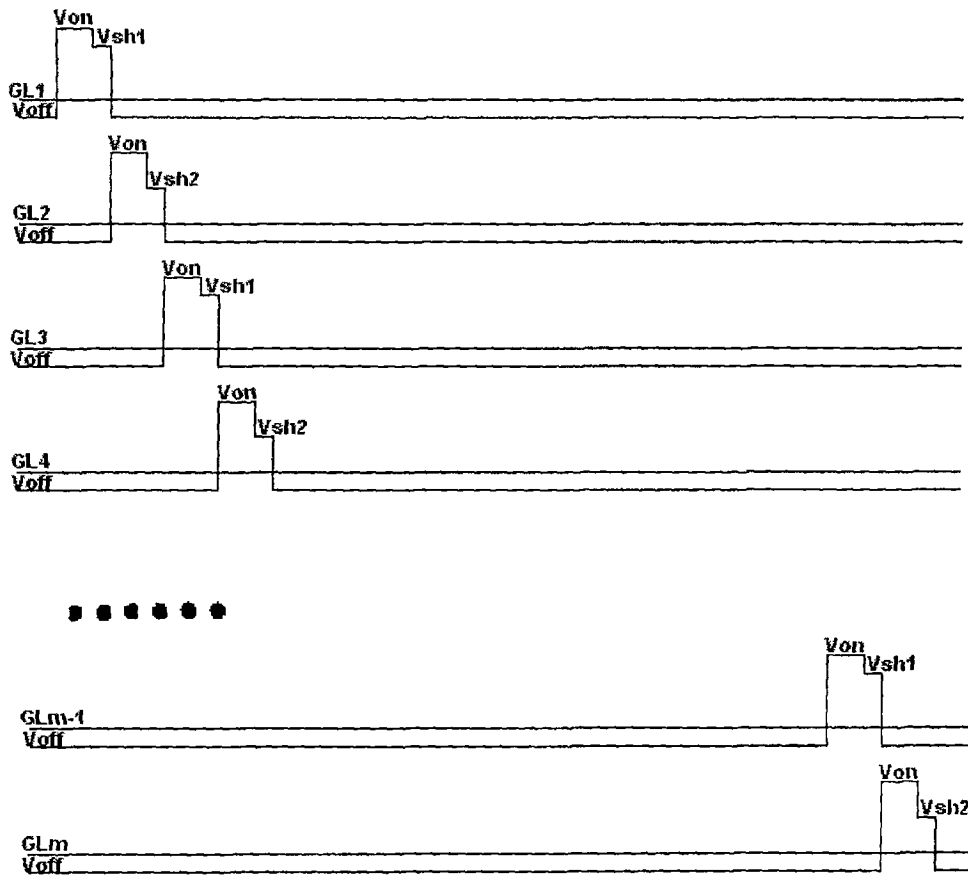 Von
Vsh1
GL1
Voff
Von
Vsh2
GL2
Voff
Von
Vsh1
GL3
Voff
Von
Vsh2
GL4
Voff
Von
Vsh1
GLm-1
Voff
Von
Vsh2
GLm
Voff